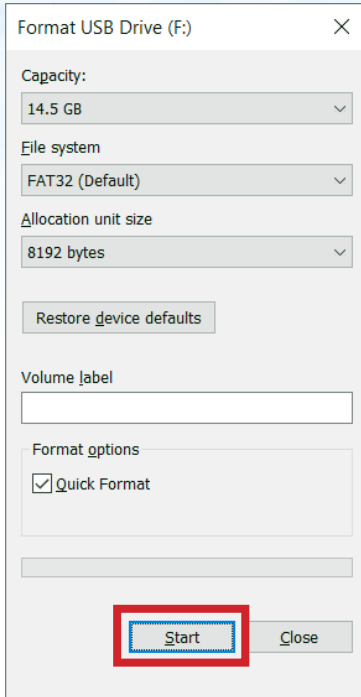 Format USB Drive (F:)
Capacity:
14.5 GB
File system
FAT32 (Default)
Allocation unit size
8192 bytes
Restore device defaults
Volume label
Format options
Quick Format
Start Close